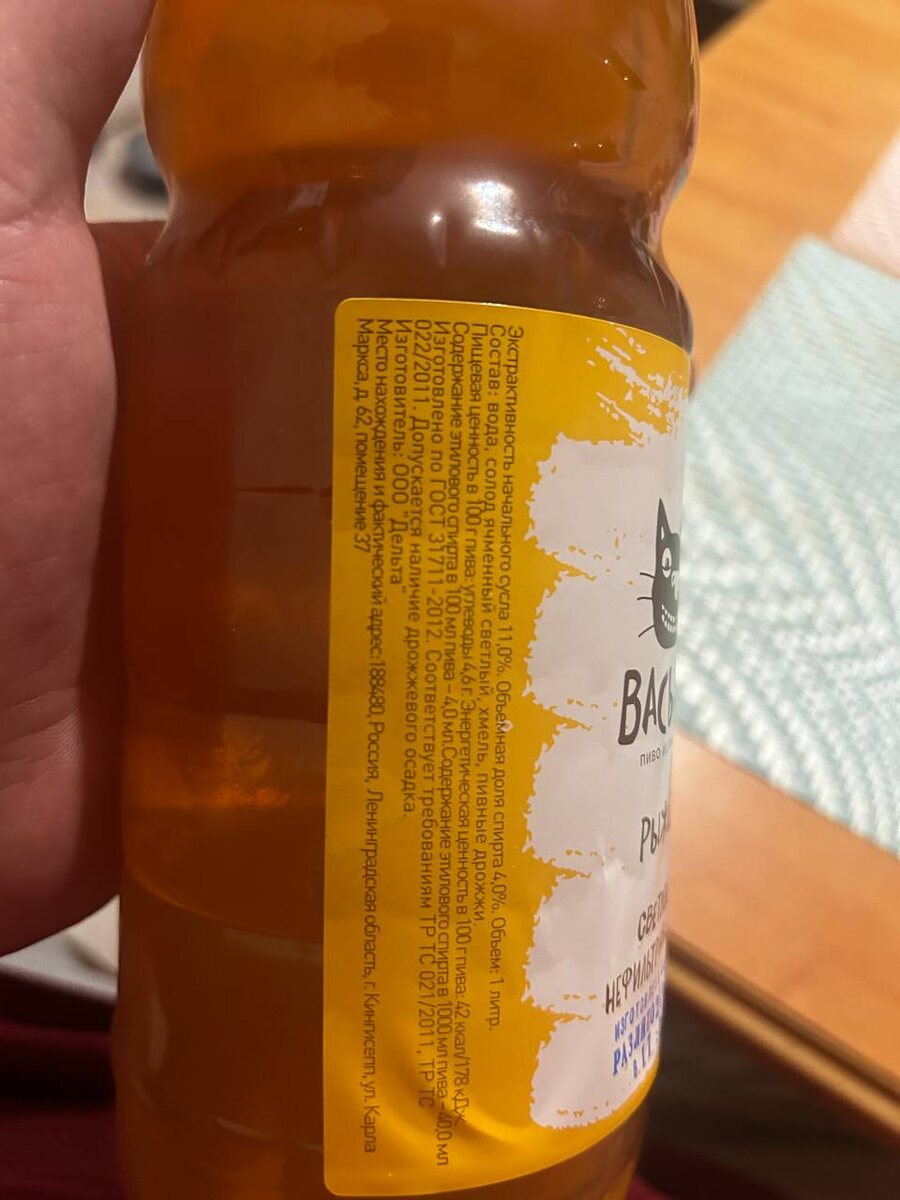 Экстрактивность начального сусла 11,0%. Объемная доля спирта 4,0%. Объем: 1 литр.
Состав: вода, солод ячменный светлый, хмель, пивные дрожжи.
Пищевая ценность в 100 г пива: углеводы 4,6 г. Энергетическая ценность в 100 г пива: 42 ккал/178 кДж.
Содержание этилового спирта в 100 мл пива – 4,0 мл. Содержание этилового спирта в 1000 мл пива – 40,0 мл
Изготовлено по ГОСТ 31711-2012. Соответствует требованиям ТР ТС 021/2011, ТР ТС
022/2011. Допускается наличие дрожжевого осадка.
Изготовитель: ООО "Дельта"
Место нахождения и фактический адрес: 188480, Россия, Ленинградская область, г. Кингисепп, ул. Карла
Маркса, д. 62, помещение 37
ВАСЬ
ПИВО
РЫЖ
СВЕТЛ
НЕФИЛЬТР